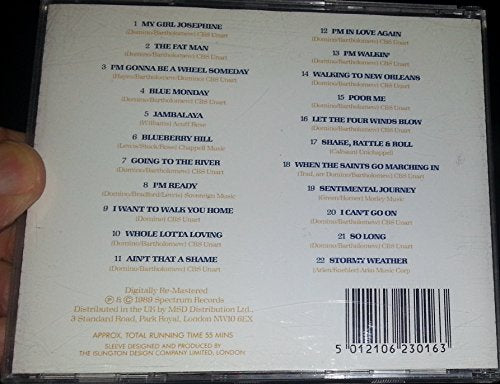 1 MY GIRL JOSEPHINE
(Domino/Bartholomew) CBS Unart
2 THE FAT MAN
(Domino/Bartholomew) CBS Unart
3 I'M GONNA BE A WHEEL SOMEDAY
(Hayes/Bartholomew/Domino) CBS Unart
4 BLUE MONDAY
(Domino/Bartholomew) CBS Unart
5 JAMBALAYA
(Williams) Acuff Rose
6 BLUEBERRY HILL
(Lewis/Stock/Rose) Chappell Music
7 GOING TO THE RIVER
(Domino/Bartholomew) CBS Unart
8 I'M READY
(Domino/Bradford/Lewis) Sovereign Music
9 I WANT TO WALK YOU HOME
(Domino) CBS Unart
10 WHOLE LOTTA LOVING
(Domino/Bartholomew) CBS Unart
11 AIN'T THAT A SHAME
(Domino/Bartholomew) CBS Unart
12 I'M IN LOVE AGAIN
(Domino/Bartholomew) CBS Unart
13 I'M WALKIN'
(Domino/Bartholomew) CBS Unart
14 WALKING TO NEW ORLEANS
(Domino/Bartholomew) CBS Unart
15 POOR ME
(Domino/Bartholomew) CBS Unart
16 LET THE FOUR WINDS BLOW
(Domino/Bartholomew) CBS Unart
17 SHAKE, RATTLE & ROLL
(Calhoun) Unichappell
18 WHEN THE SAINTS GO MARCHING IN
(Trad, arr Domino/Bartholomew) CBS Unart
19 SENTIMENTAL JOURNEY
(Green/Homer) Morley Music
20 I CAN'T GO ON
(Domino/Bartholomew) CBS Unart
21 SO LONG
(Domino/Bartholomew) CBS Unart
22 STORMY WEATHER
(Arlen/Koehler) Arko Music Corp
Digitally Re-Mastered
℗ & © 1989 Spectrum Records
Distributed in the UK by MSD Distribution Ltd.,
3 Standard Road, Park Royal, London NW10 6EX
APPROX. TOTAL RUNNING TIME 55 MINS
SLEEVE DESIGNED AND PRODUCED BY
THE ISLINGTON DESIGN COMPANY LIMITED, LONDON
5 012106 230163